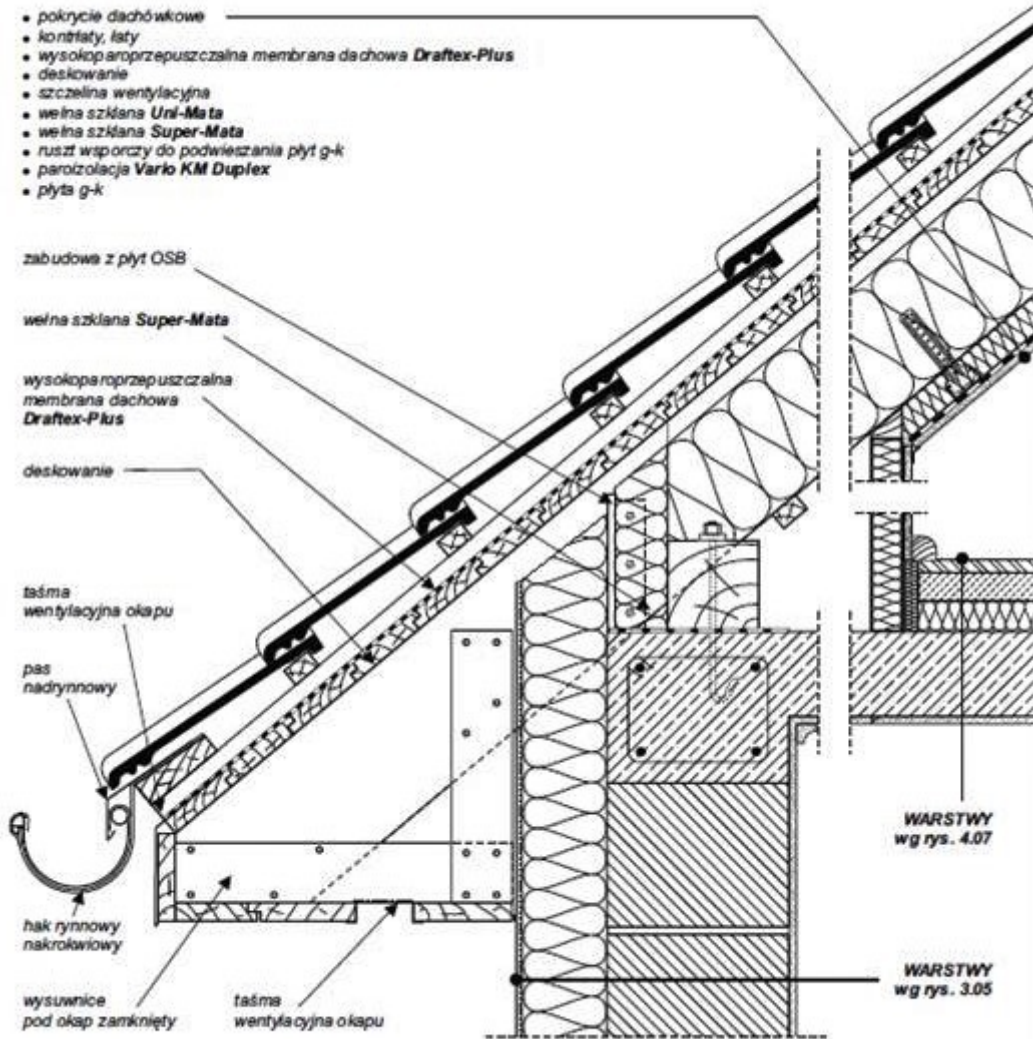 • pokrycie dachówkowe
• kontrłaty, łaty
• wysokoparoprzepuszczalna membrana dachowa Draftex-Plus
• deskowanie
• szczelina wentylacyjna
• wełna szklana Uni-Mata
• wełna szklana Super-Mata
• ruszt wsporczy do podwieszania płyt g-k
• paroizolacja Vario KM Duplex
• płyta g-k
zabudowa z płyt OSB
wełna szklana Super-Mata
wysokoparoprzepuszczalna
membrana dachowa
Draftex-Plus
deskowanie
taśma
wentylacyjna okapu
pas
nadrynnowy
hak rynnowy
nakrokwiowy
wysuwnice
pod okap zamknięty
taśma
wentylacyjna okapu
WARSTWY
wg rys. 4.07
WARSTWY
wg rys. 3.05